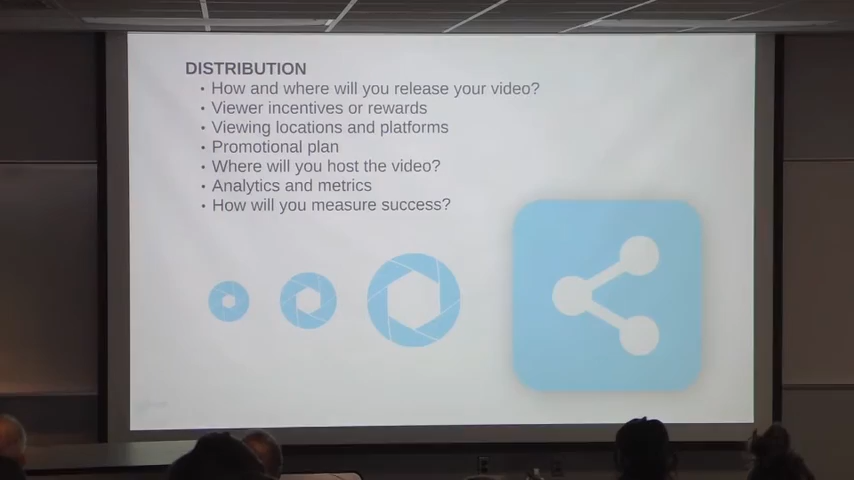 DISTRIBUTION
• How and where will you release your video?
• Viewer incentives or rewards
• Viewing locations and platforms
• Promotional plan
• Where will you host the video?
• Analytics and metrics
• How will you measure success?